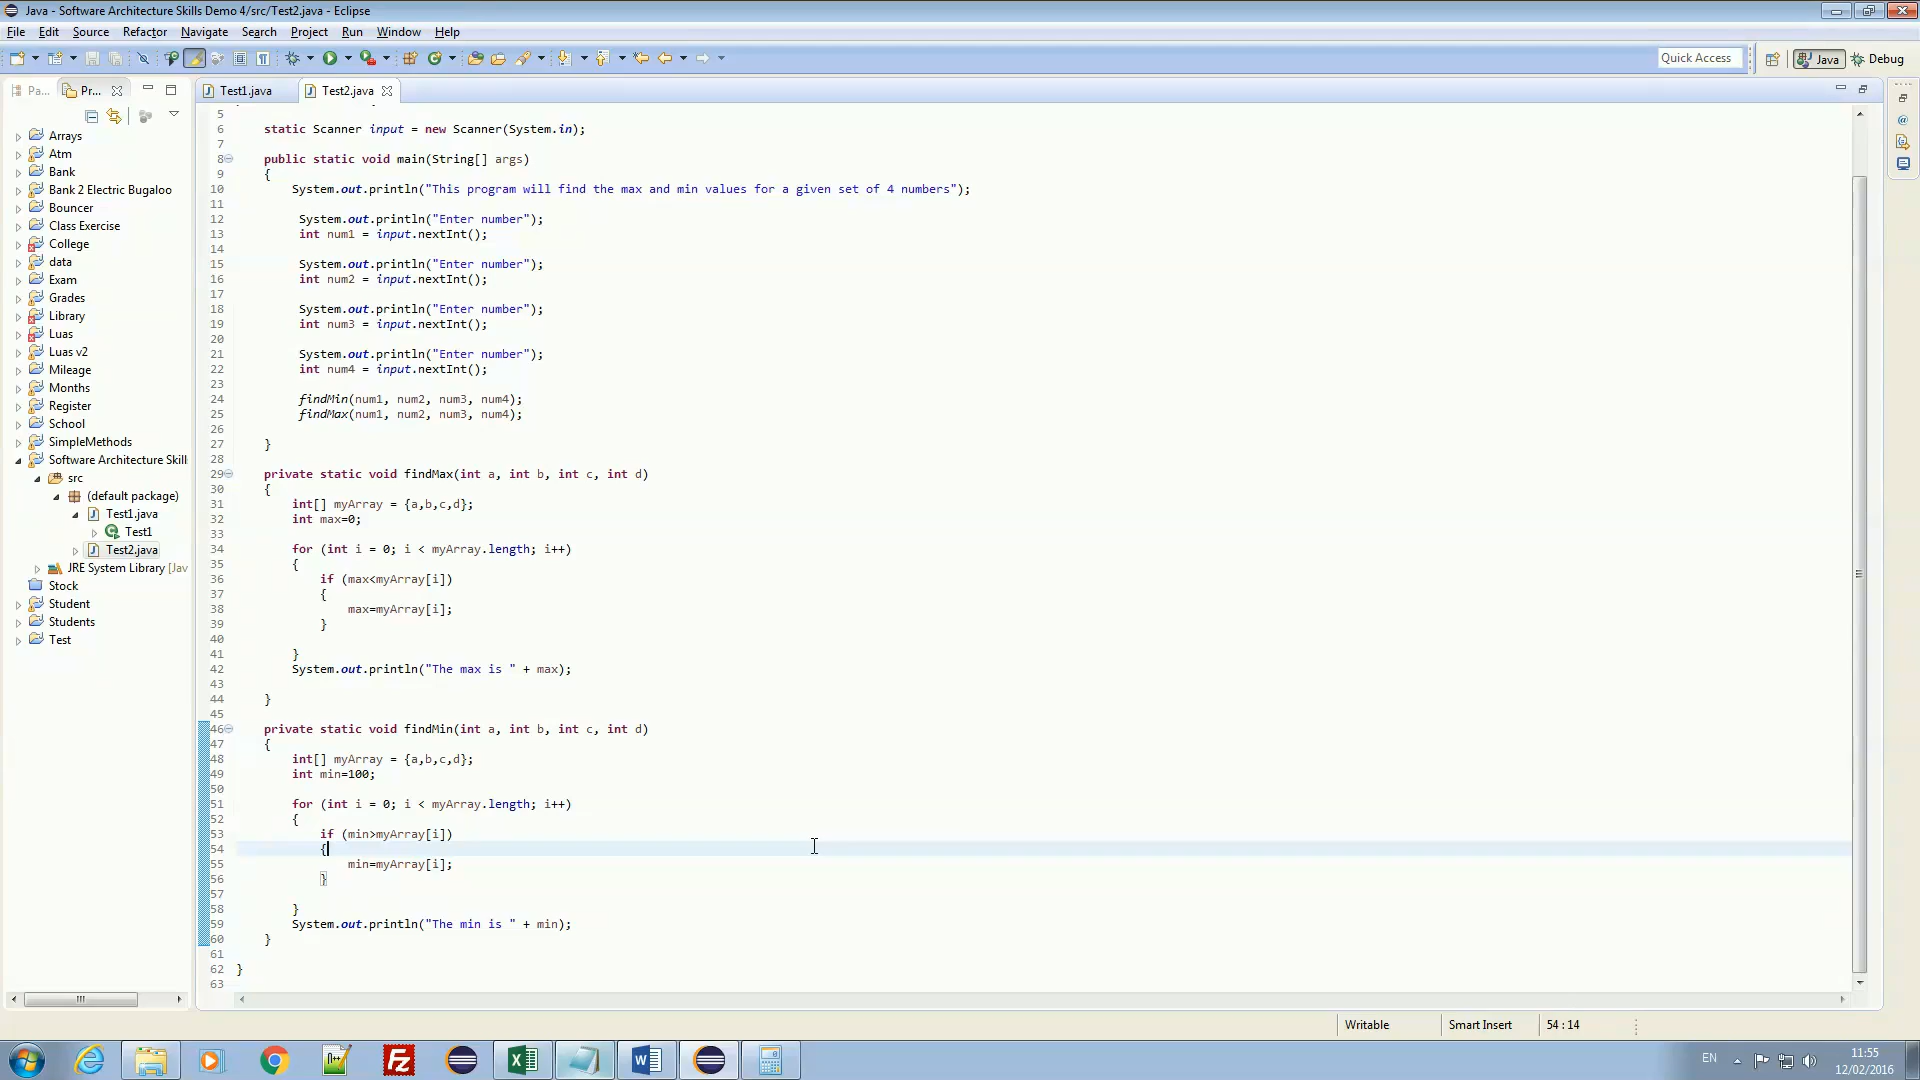 Java - Software Architecture Skills Demo 4/src/Test2.java - Eclipse
File Edit Source Refactor Navigate Search Project Run Window Help
Quick Access Java Debug
Pa... Pr... Test1.java Test2.java
Arrays
Atm
Bank
Bank 2 Electric Bugaloo
Bouncer
Class Exercise
College
data
Exam
Grades
Library
Luas
Luas v2
Mileage
Months
Register
School
SimpleMethods
Software Architecture Skill
src
(default package)
Test1.java
Test1
Test2.java
JRE System Library [Jav
Stock
Student
Students
Test
5
6 static Scanner input = new Scanner(System.in);
7
8 public static void main(String[] args)
9 {
10 System.out.println("This program will find the max and min values for a given set of 4 numbers");
11
12 System.out.println("Enter number");
13 int num1 = input.nextInt();
14
15 System.out.println("Enter number");
16 int num2 = input.nextInt();
17
18 System.out.println("Enter number");
19 int num3 = input.nextInt();
20
21 System.out.println("Enter number");
22 int num4 = input.nextInt();
23
24 findMin(num1, num2, num3, num4);
25 findMax(num1, num2, num3, num4);
26
27 }
28
29 private static void findMax(int a, int b, int c, int d)
30 {
31 int[] myArray = {a,b,c,d};
32 int max=0;
33
34 for (int i = 0; i < myArray.length; i++)
35 {
36 if (max<myArray[i])
37 {
38 max=myArray[i];
39 }
40
41 }
42 System.out.println("The max is " + max);
43
44 }
45
46 private static void findMin(int a, int b, int c, int d)
47 {
48 int[] myArray = {a,b,c,d};
49 int min=100;
50
51 for (int i = 0; i < myArray.length; i++)
52 {
53 if (min>myArray[i])
54 {
55 min=myArray[i];
56 }
57
58 }
59 System.out.println("The min is " + min);
60 }
61
62 }
63
Writable Smart Insert 54 : 14
EN 11:55
12/02/2016